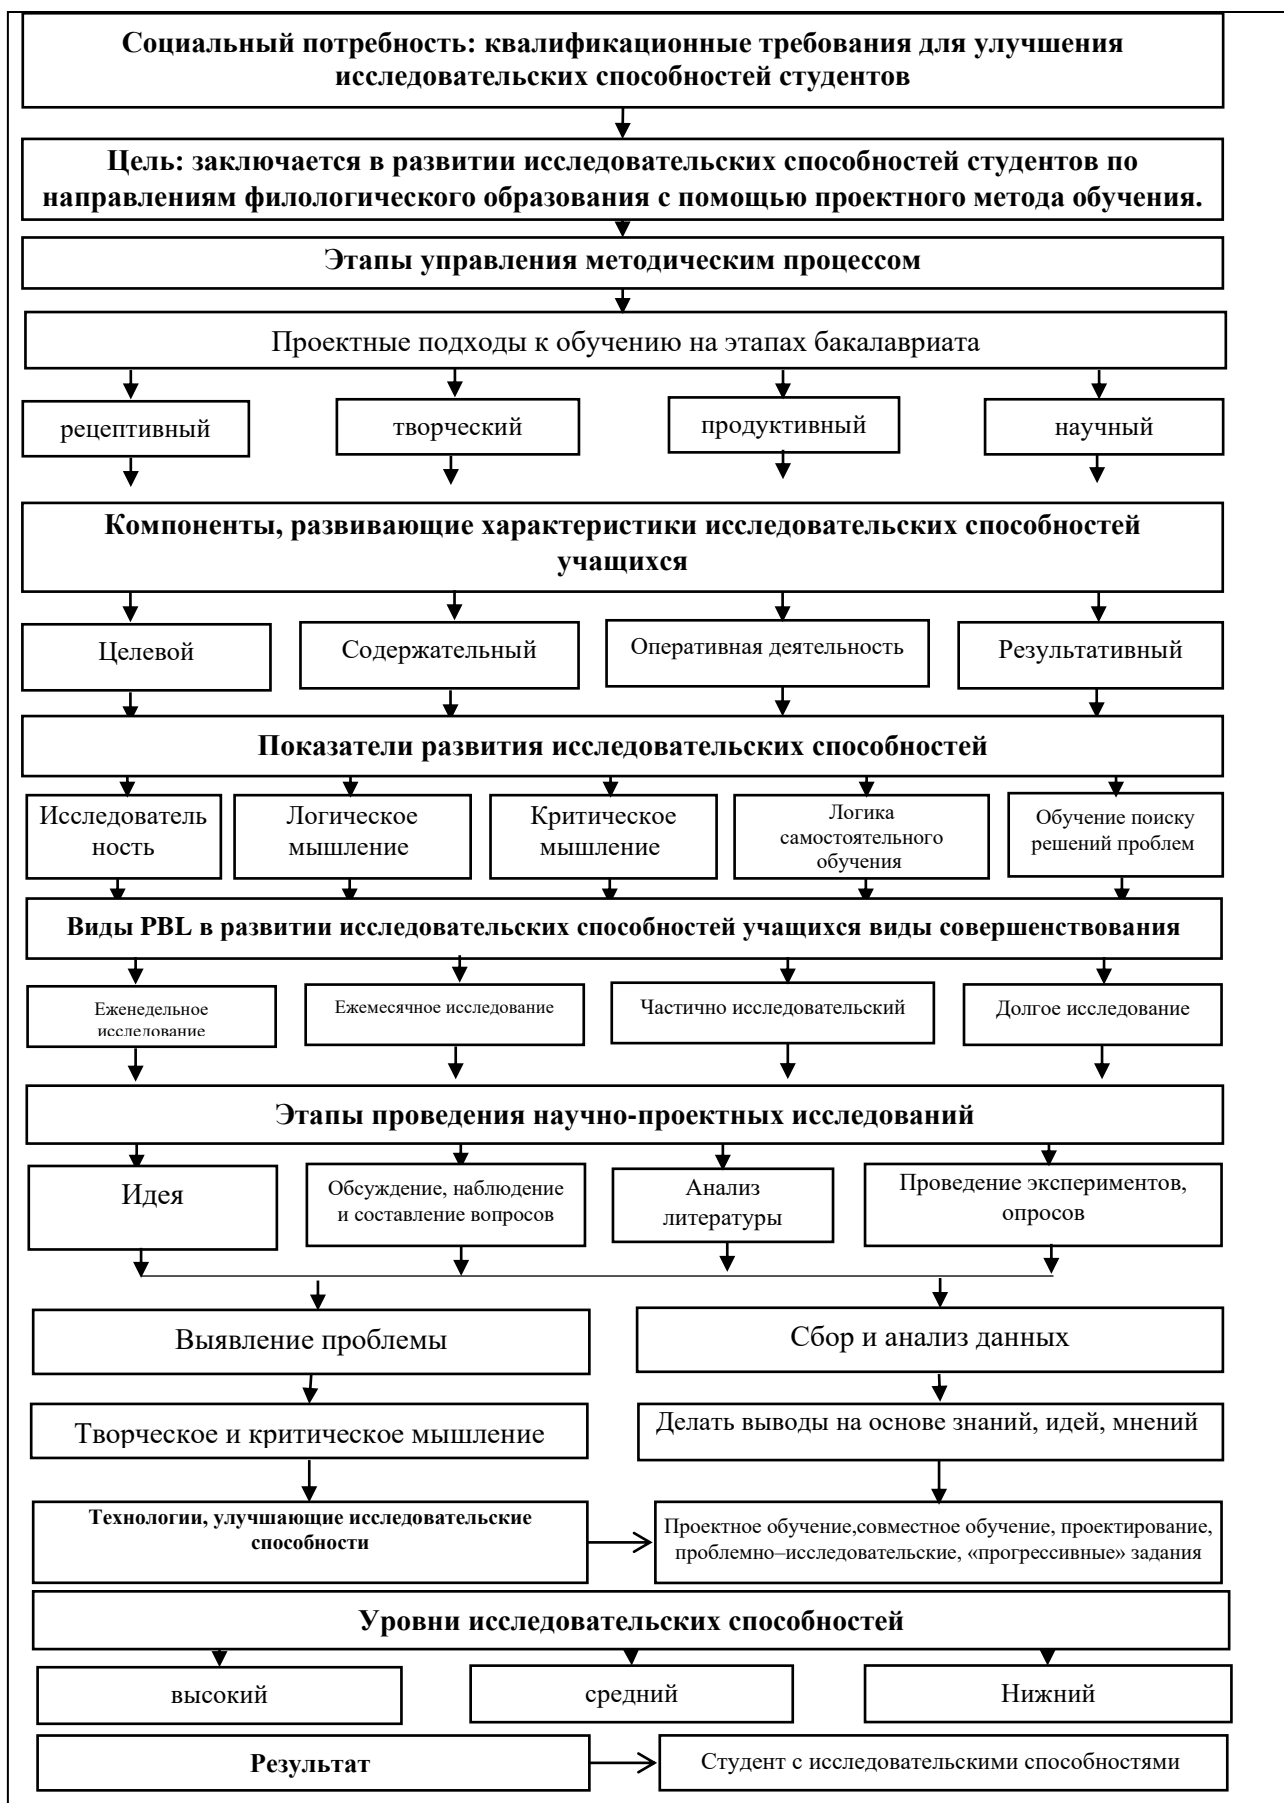 Социальный потребность: квалификационные требования для улучшения
исследовательских способностей студентов
Цель: заключается в развитии исследовательских способностей студентов по
направлениям филологического образования с помощью проектного метода обучения.
Этапы управления методическим процессом
Проектные подходы к обучению на этапах бакалавриата
рецептивный
творческий
продуктивный
научный
Компоненты, развивающие характеристики исследовательских способностей
учащихся
Целевой
Содержательный
Оперативная деятельность
Результативный
Показатели развития исследовательских способностей
Исследователь
ность
Логическое
мышление
Критическое
мышление
Логика
самостоятельного
обучения
Обучение поиску
решений проблем
Виды PBL в развитии исследовательских способностей учащихся виды совершенствования
Еженедельное
исследование
Ежемесячное исследование
Частично исследовательский
Долгое исследование
Этапы проведения научно-проектных исследований
Идея
Обсуждение, наблюдение
и составление вопросов
Анализ
литературы
Проведение экспериментов,
опросов
Выявление проблемы
Сбор и анализ данных
Творческое и критическое мышление
Делать выводы на основе знаний, идей, мнений
Технологии, улучшающие исследовательские
способности
Проектное обучение,совместное обучение, проектирование,
проблемно–исследовательские, «прогрессивные» задания
Уровни исследовательских способностей
высокий
средний
Нижний
Результат
Студент с исследовательскими способностями